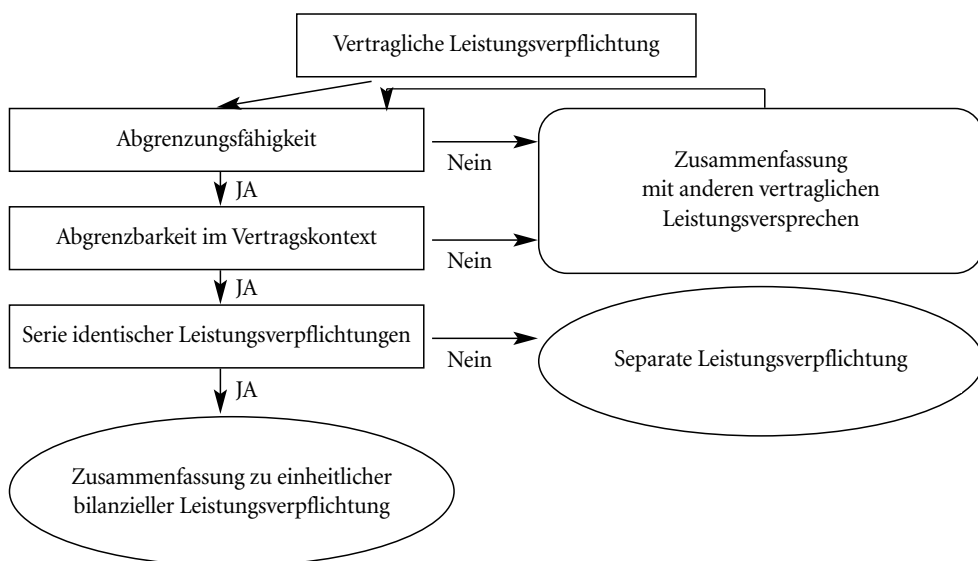 Vertragliche Leistungsverpflichtung
Abgrenzungsfähigkeit
Nein
Zusammenfassung
mit anderen vertraglichen
Leistungsversprechen
JA
Abgrenzbarkeit im Vertragskontext
Nein
JA
Serie identischer Leistungsverpflichtungen
Nein
Separate Leistungsverpflichtung
JA
Zusammenfassung zu einheitlicher
bilanzieller Leistungsverpflichtung